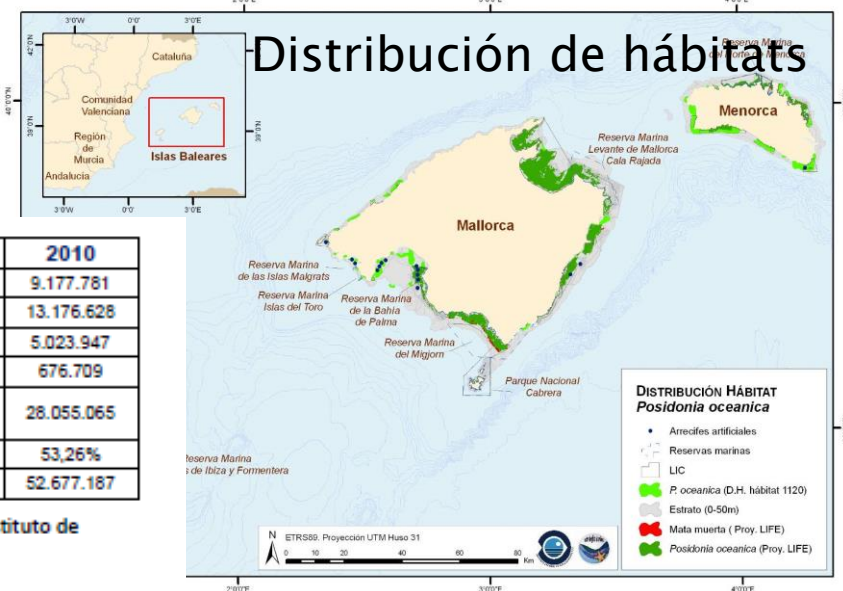 Distribución de hábitats
3°0'W 0°0' 3°0'E
42°0'N
39°0'N
40°0'0"N
39°0'N
Cataluña
Comunidad
Valenciana
Región
de
Murcia
Andalucía
Islas Baleares
3°0'W 0°0' 3°0'E
Reserva Marina
del Norte de Menorca
Menorca
Reserva Marina
Levante de Mallorca
Cala Rajada
Mallorca
Reserva Marina
de las Islas Malgrats
Reserva Marina
Islas del Toro
Reserva Marina
de la Bahía
de Palma
Reserva Marina
del Migjorn
Parque Nacional
Cabrera
Reserva Marina
s de Ibiza y Formentera
2010
9.177.781
13.176.628
5.023.947
676.709
28.055.065
53,26%
52.677.187
tituto de
DISTRIBUCIÓN HÁBITAT
Posidonia oceanica
Arrecifes artificiales
Reservas marinas
LIC
P. oceanica (D.H. hábitat 1120)
Estrato (0-50m)
Mata muerta ( Proy. LIFE)
Posidonia oceanica (Proy. LIFE)
N ETRS89. Proyección UTM Huso 31
0 10 20 40 60 80
Km
2°0'0"E 3°0'0"E 4°0'0"E